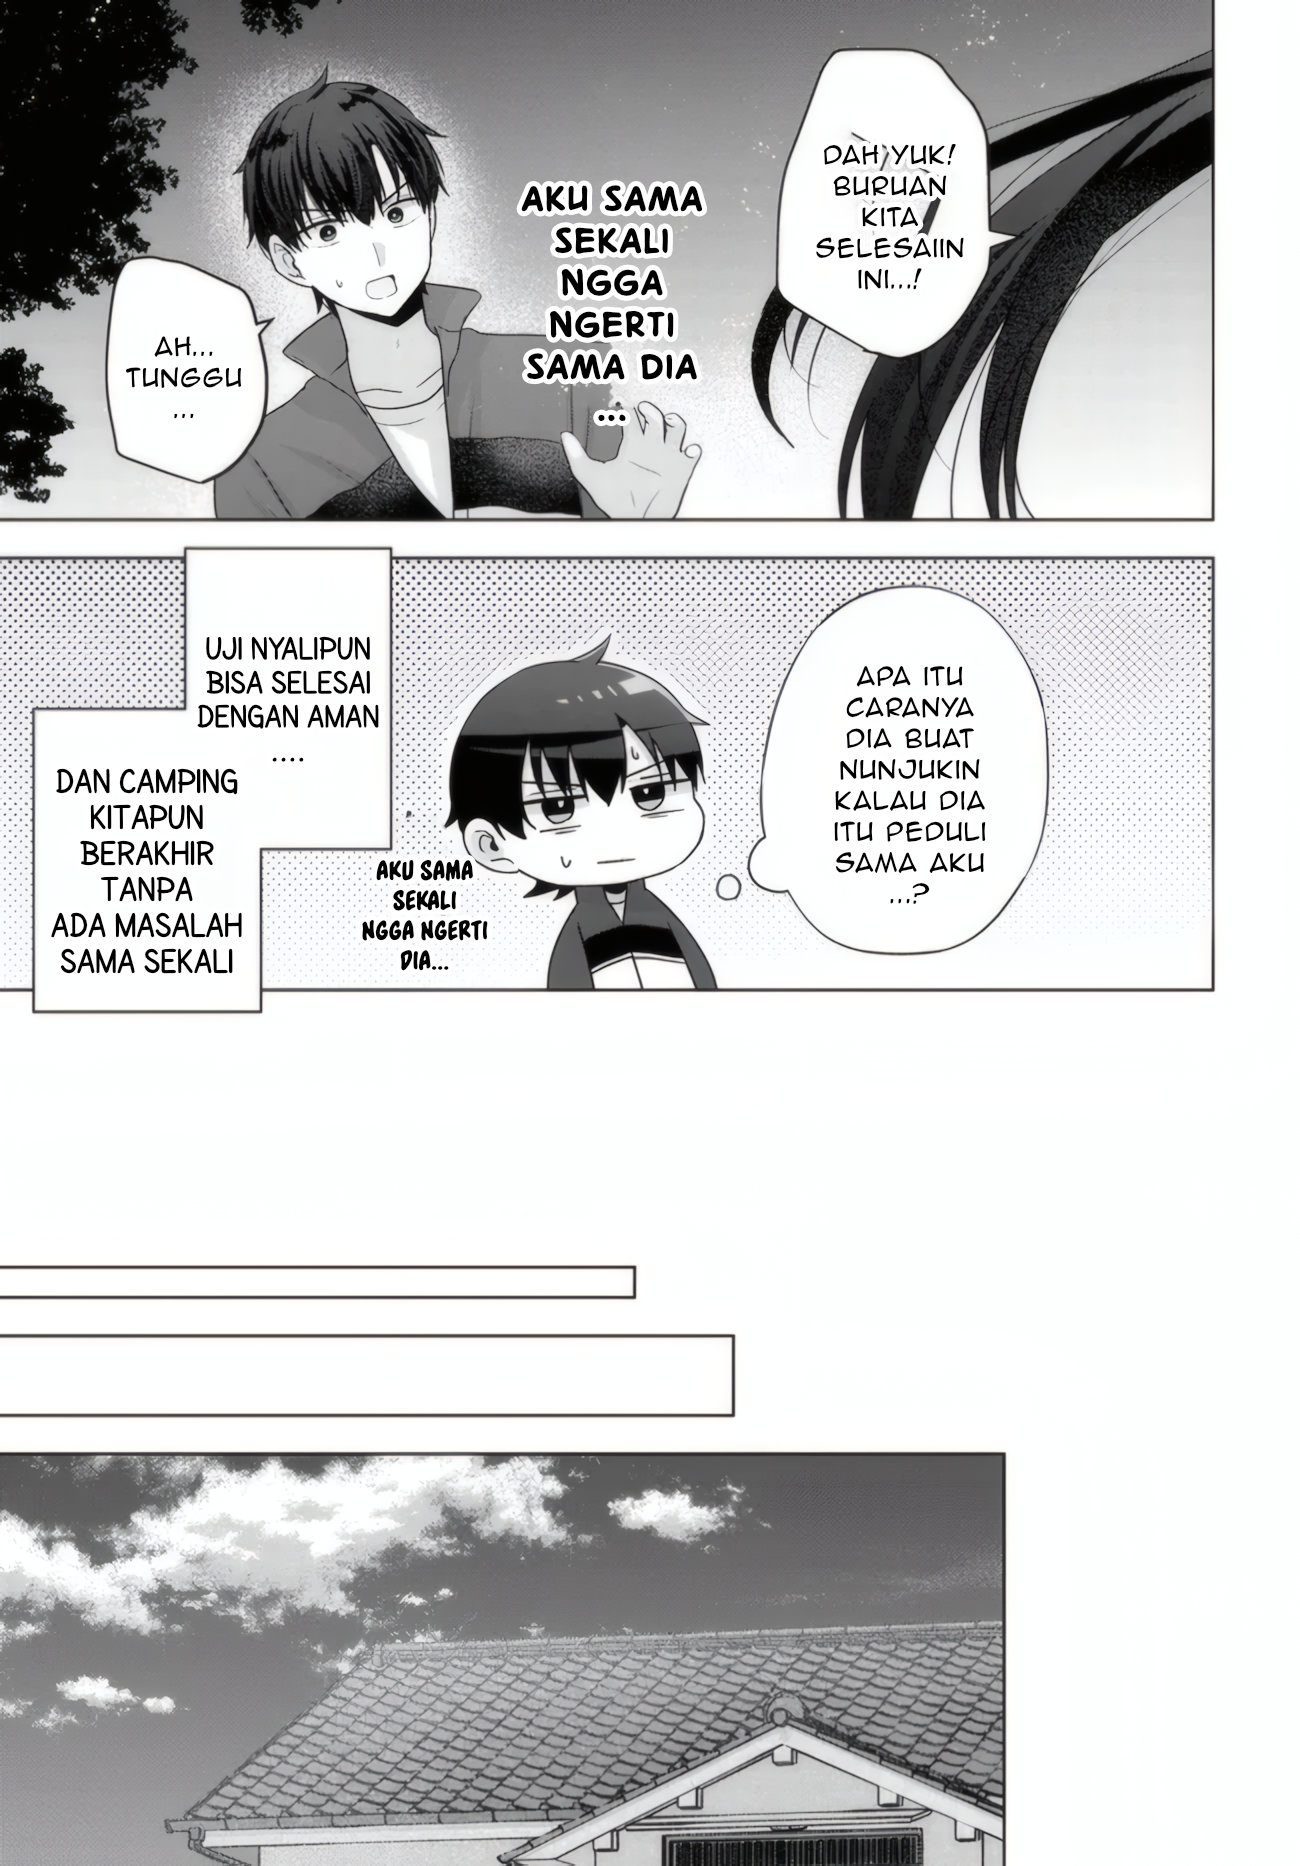 DAH YUK!
BURUAN
KITA
SELESAIIN
INI...!
AKU SAMA
SEKALI
NGGA
NGERTI
SAMA DIA
...
AH...
TUNGGU
...
APA ITU
CARANYA
DIA BUAT
NUNJUKIN
KALAU DIA
ITU PEDULI
SAMA AKU
...?
AKU SAMA
SEKALI
NGGA NGERTI
DIA...
UJI NYALIPUN
BISA SELESAI
DENGAN AMAN
....
DAN CAMPING
KITAPUN
BERAKHIR
TANPA
ADA MASALAH
SAMA SEKALI